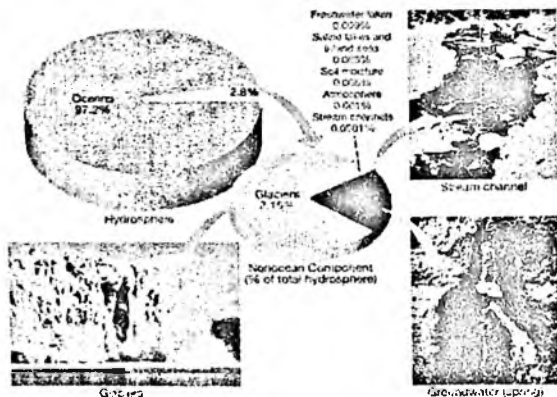 Freshwater lakes
0.009%
Saline lakes and
inland seas
0.008%
Soil moisture
0.005%
Atmosphere
0.001%
Stream channels
0.0001%
Oceans
97.2%
2.8%
Hydrosphere
Glaciers
2.15%
Nonocean Component
(% of total hydrosphere)
Stream channel
Glaciers
Groundwater (spring)